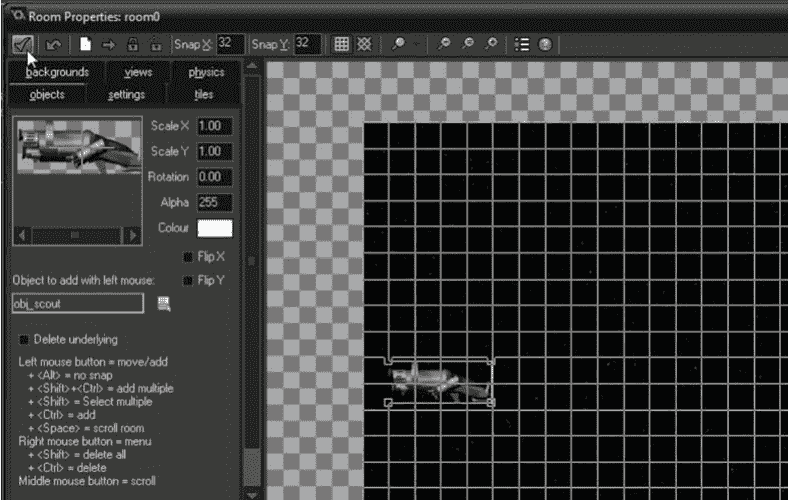 Room Properties: room0
Snap X: 32 Snap Y: 32
backgrounds views physics
objects settings tiles
Scale X 1.00
Scale Y 1.00
Rotation 0.00
Alpha 255
Colour
Flip X
Object to add with left mouse: Flip Y
obj_scout
Delete underlying
Left mouse button = move/add
+ <Alt> = no snap
+ <Shift>+<Ctrl> = add multiple
+ <Shift> = Select multiple
+ <Ctrl> = add
+ <Space> = scroll room
Right mouse button = menu
+ <Shift> = delete all
+ <Ctrl> = delete
Middle mouse button = scroll